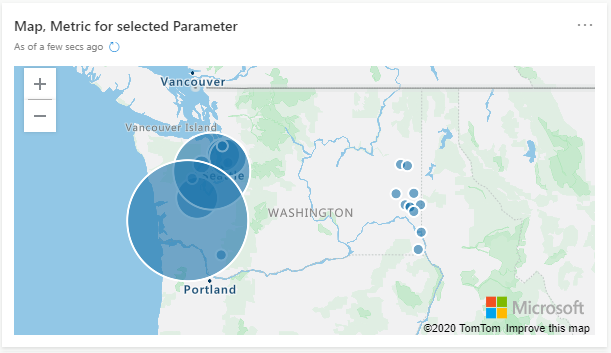 Map, Metric for selected Parameter
...
As of a few secs ago
+
Vancouver
−
Vancouver Island
Seattle
WASHINGTON
Portland
Microsoft
©2020 TomTom Improve this map